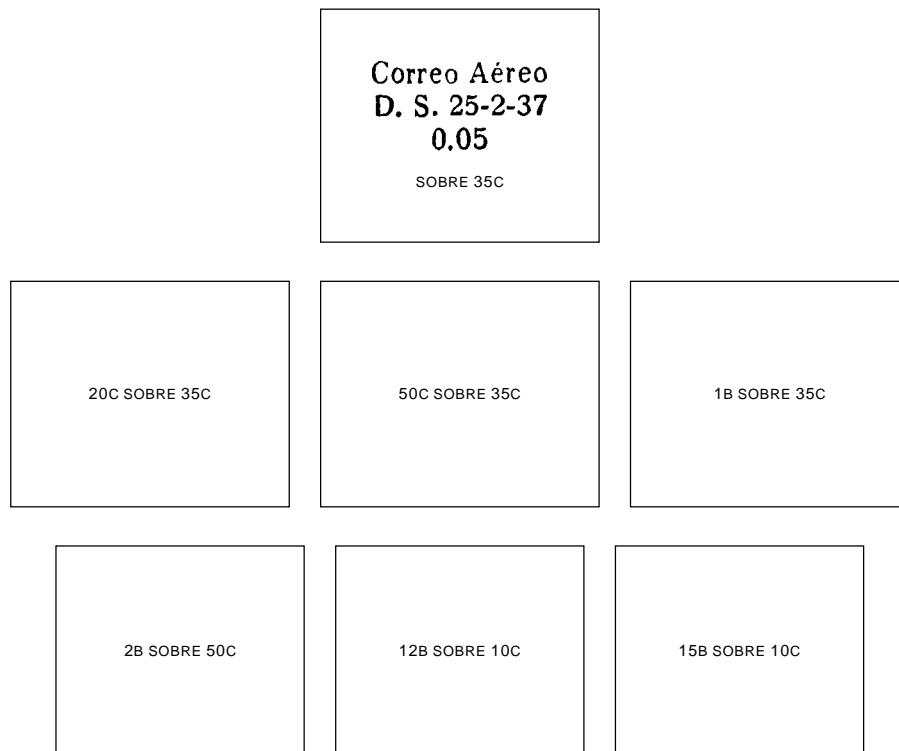 Correo Aéreo
D. S. 25-2-37
0.05
SOBRE 35C
20C SOBRE 35C
50C SOBRE 35C
1B SOBRE 35C
2B SOBRE 50C
12B SOBRE 10C
15B SOBRE 10C